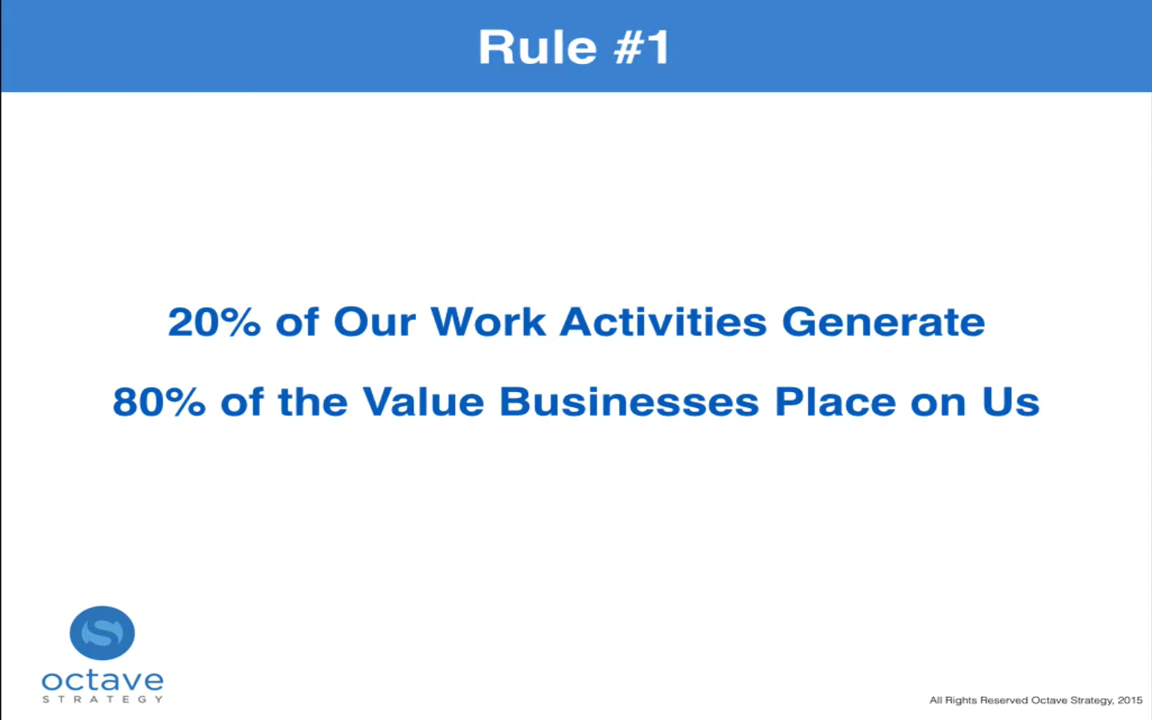 Rule #1
20% of Our Work Activities Generate
80% of the Value Businesses Place on Us
octave
STRATEGY
All Rights Reserved Octave Strategy, 2015